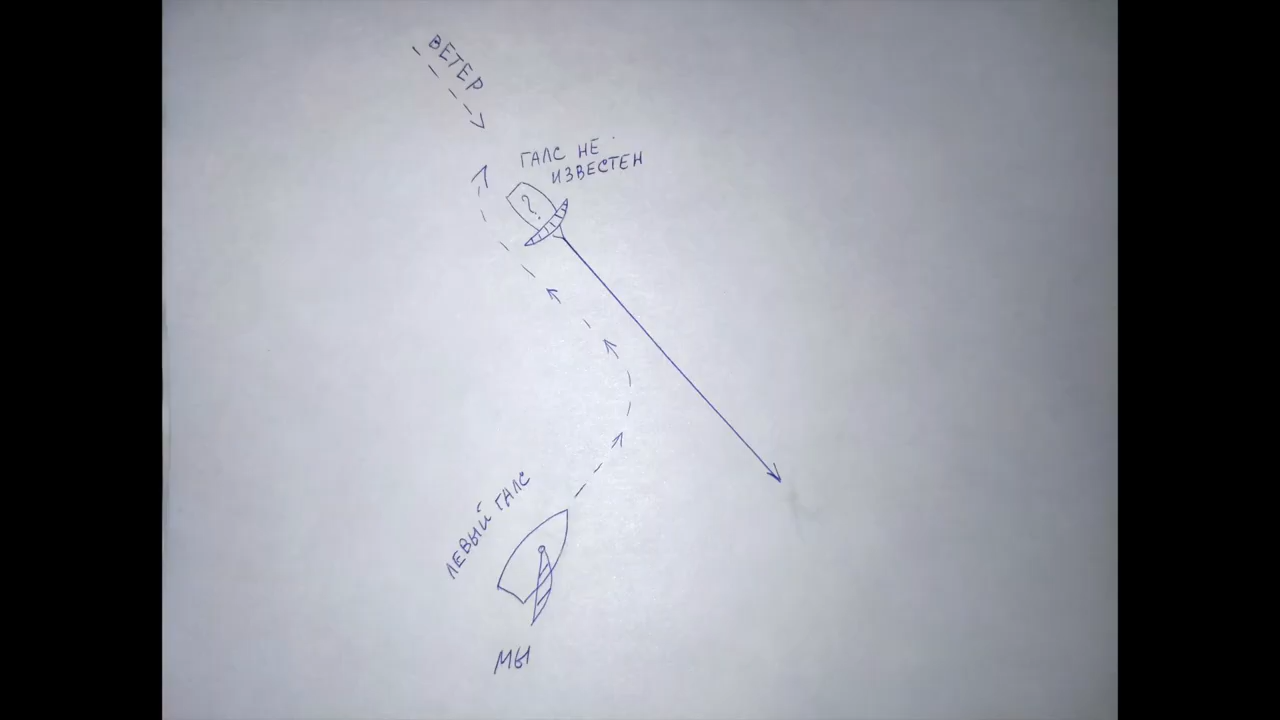 ВЕТЕР
ГАЛС НЕ
ИЗВЕСТЕН
?
ЛЕВЫЙ ГАЛС
МЫ